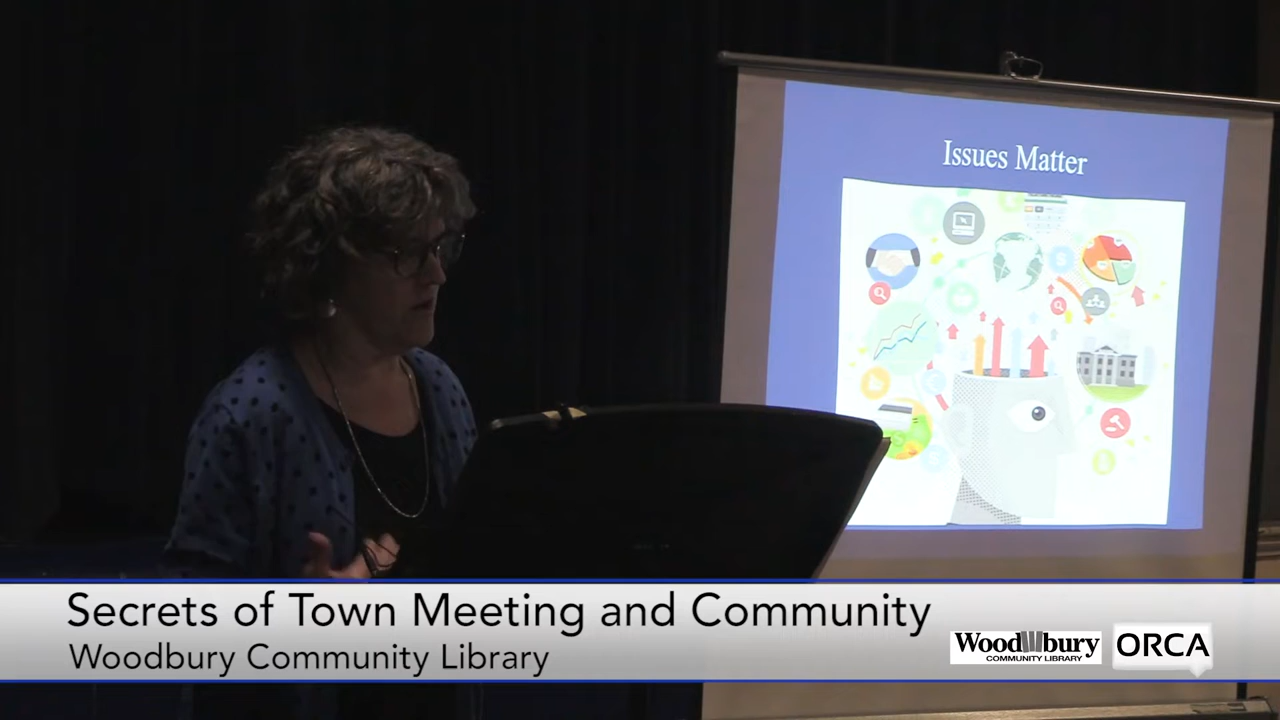 Issues Matter
Secrets of Town Meeting and Community
Woodbury Community Library
Woodbury
COMMUNITY LIBRARY
ORCA